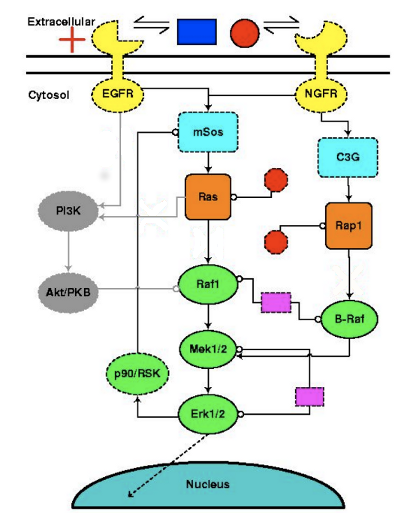 Extracellular
EGFR
NGFR
Cytosol
mSos
C3G
PI3K
Ras
Rap1
Akt/PKB
Raf1
B-Raf
Mek1/2
p90/RSK
Erk1/2
Nucleus